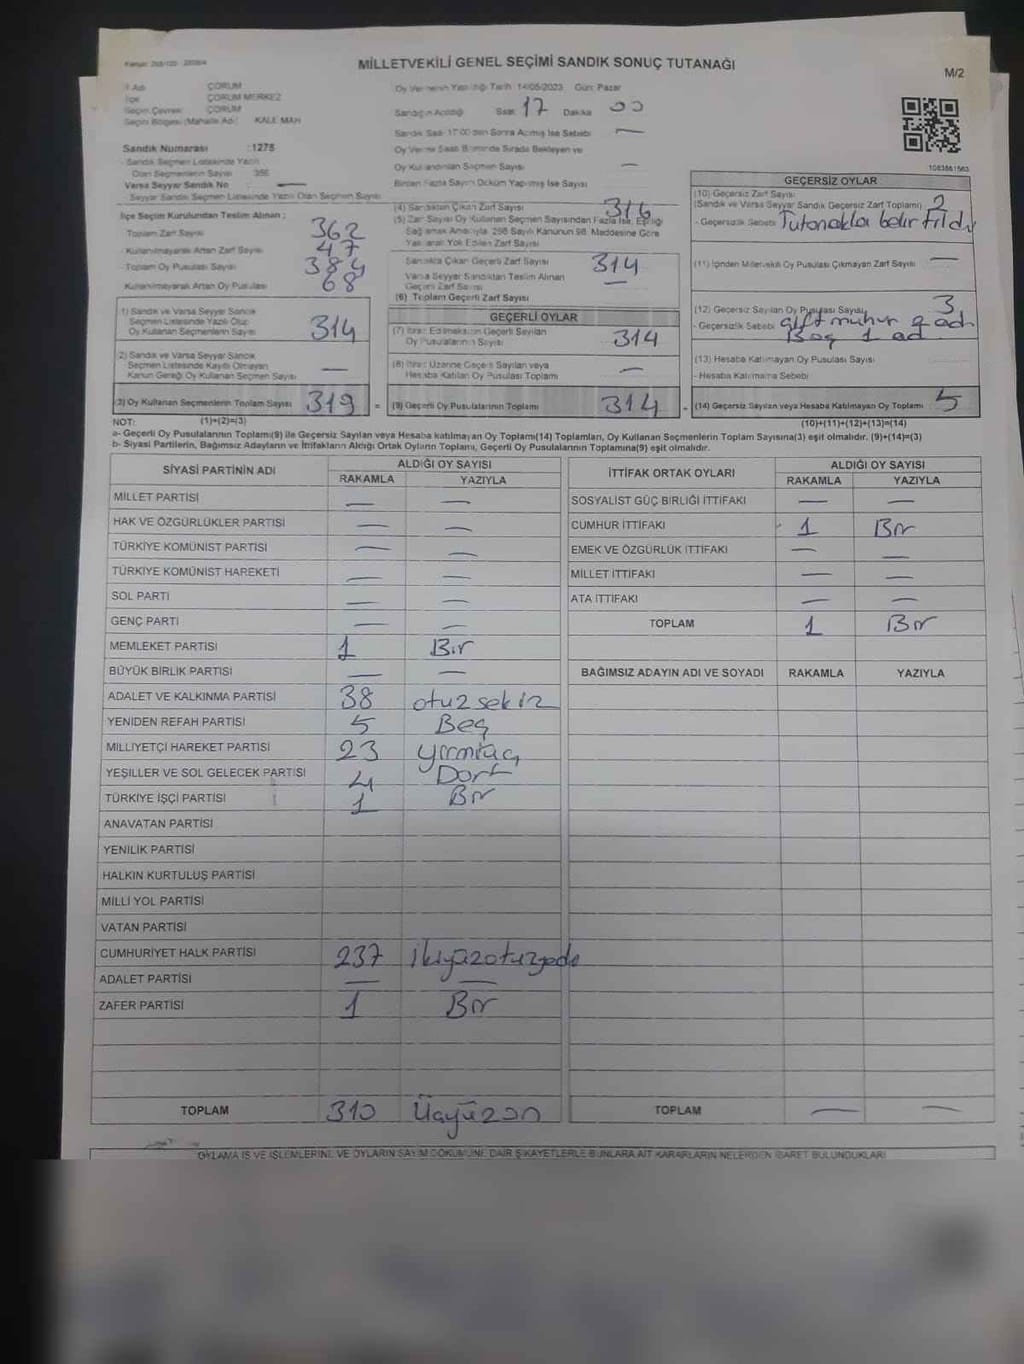 MİLLETVEKİLİ GENEL SEÇİMİ SANDIK SONUÇ TUTANAĞI
M/2
İl Adı : ÇORUM
İlçe : ÇORUM MERKEZ
Seçim Çevresi : ÇORUM
Seçim Bölgesi (Mahalle Adı) : KALE MAH
Oy Vermenin Yapıldığı Tarih 14/05/2023 Gün: Pazar
Sandığın Açıldığı Saat 17 Dakika 00
Sandık Saat 17:00'den Sonra Açılmış İse Sebebi —
Oy Verme Saati Bitiminde Sırada Bekleyen ve
Oy Kullandırılan Seçmen Sayısı —
Birden Fazla Sayım Döküm Yapılmış İse Sayısı
Sandık Numarası : 1275
- Sandık Seçmen Listesinde Yazılı
Olan Seçmenlerin Sayısı
Varsa Seyyar Sandık No —
Seyyar Sandık Seçmen Listesinde Yazılı Olan Seçmen Sayısı
İlçe Seçim Kurulundan Teslim Alınan ;
- Toplam Zarf Sayısı 362
- Kullanılmayarak Artan Zarf Sayısı 47
- Toplam Oy Pusulası Sayısı 384
- Kullanılmayarak Artan Oy Pusulası 68
1) Sandık ve Varsa Seyyar Sandık
Seçmen Listesinde Yazılı Olup
Oy Kullanan Seçmenlerin Sayısı 314
2) Sandık ve Varsa Seyyar Sandık
Seçmen Listesinde Kaydı Olmayan
Kanun Gereği Oy Kullanan Seçmen Sayısı —
(3) Oy Kullanan Seçmenlerin Toplam Sayısı 319
(4) Sandıktan Çıkan Zarf Sayısı 316
(5) Zarf Sayısı Oy Kullanan Seçmen Sayısından Fazla İse, Eşitliği
Sağlamak Amacıyla 298 Sayılı Kanunun 98. Maddesine Göre
Yakılarak Yok Edilen Zarf Sayısı
Sandıkta Çıkan Geçerli Zarf Sayısı 314
Varsa Seyyar Sandıktan Teslim Alınan
Geçerli Zarf Sayısı —
(6) Toplam Geçerli Zarf Sayısı
GEÇERLİ OYLAR
(7) İtiraz Edilmeksizin Geçerli Sayılan
Oy Pusulalarının Sayısı 314
(8) İtiraz Üzerine Geçerli Sayılan veya
Hesaba Katılan Oy Pusulası Toplamı —
= (9) Geçerli Oy Pusulalarının Toplamı 314
1083861563
GEÇERSİZ OYLAR
(10) Geçersiz Zarf Sayısı
(Sandık ve Varsa Seyyar Sandık Geçersiz Zarf Toplamı) 2
- Geçersizlik Sebebi Tutanakla belirtildi
(11) İçinden Milletvekili Oy Pusulası Çıkmayan Zarf Sayısı —
(12) Geçersiz Sayılan Oy Pusulası Sayısı 3
- Geçersizlik Sebebi çift mühür 2 ad.
Boş 1 ad.
(13) Hesaba Katılmayan Oy Pusulası Sayısı
- Hesaba Katılmama Sebebi
(14) Geçersiz Sayılan veya Hesaba Katılmayan Oy Toplamı 5
NOT: (1)+(2)=(3)
(10)+(11)+(12)+(13)=(14)
a- Geçerli Oy Pusulalarının Toplamı(9) ile Geçersiz Sayılan veya Hesaba katılmayan Oy Toplamı(14) Toplamları, Oy Kullanan Seçmenlerin Toplam Sayısına(3) eşit olmalıdır. (9)+(14)=(3)
b- Siyasi Partilerin, Bağımsız Adayların ve İttifakların Aldığı Ortak Oyların Toplamı, Geçerli Oy Pusulalarının Toplamına(9) eşit olmalıdır.
SİYASİ PARTİNİN ADI ALDIĞI OY SAYISI
RAKAMLA YAZIYLA
MİLLET PARTİSİ — —
HAK VE ÖZGÜRLÜKLER PARTİSİ — —
TÜRKİYE KOMÜNİST PARTİSİ — —
TÜRKİYE KOMÜNİST HAREKETİ — —
SOL PARTİ — —
GENÇ PARTİ — —
MEMLEKET PARTİSİ 1 Bir
BÜYÜK BİRLİK PARTİSİ — —
ADALET VE KALKINMA PARTİSİ 38 otuzsekiz
YENİDEN REFAH PARTİSİ 5 Beş
MİLLİYETÇİ HAREKET PARTİSİ 23 yirmiüç
YEŞİLLER VE SOL GELECEK PARTİSİ 4 Dört
TÜRKİYE İŞÇİ PARTİSİ 1 Bir
ANAVATAN PARTİSİ
YENİLİK PARTİSİ
HALKIN KURTULUŞ PARTİSİ
MİLLİ YOL PARTİSİ
VATAN PARTİSİ
CUMHURİYET HALK PARTİSİ 237 ikiyüzotuzyedi
ADALET PARTİSİ — —
ZAFER PARTİSİ 1 Bir
TOPLAM 310 Üçyüzon
İTTİFAK ORTAK OYLARI ALDIĞI OY SAYISI
RAKAMLA YAZIYLA
SOSYALİST GÜÇ BİRLİĞİ İTTİFAKI — —
CUMHUR İTTİFAKI 1 Bir
EMEK VE ÖZGÜRLÜK İTTİFAKI — —
MİLLET İTTİFAKI — —
ATA İTTİFAKI — —
TOPLAM 1 Bir
BAĞIMSIZ ADAYIN ADI VE SOYADI RAKAMLA YAZIYLA
TOPLAM — —
OYLAMA İŞ VE İŞLEMLERİNE VE OYLARIN SAYIM DÖKÜMÜNE DAİR ŞİKAYETLERLE BUNLARA AİT KARARLARIN NELERDEN İBARET BULUNDUKLARI